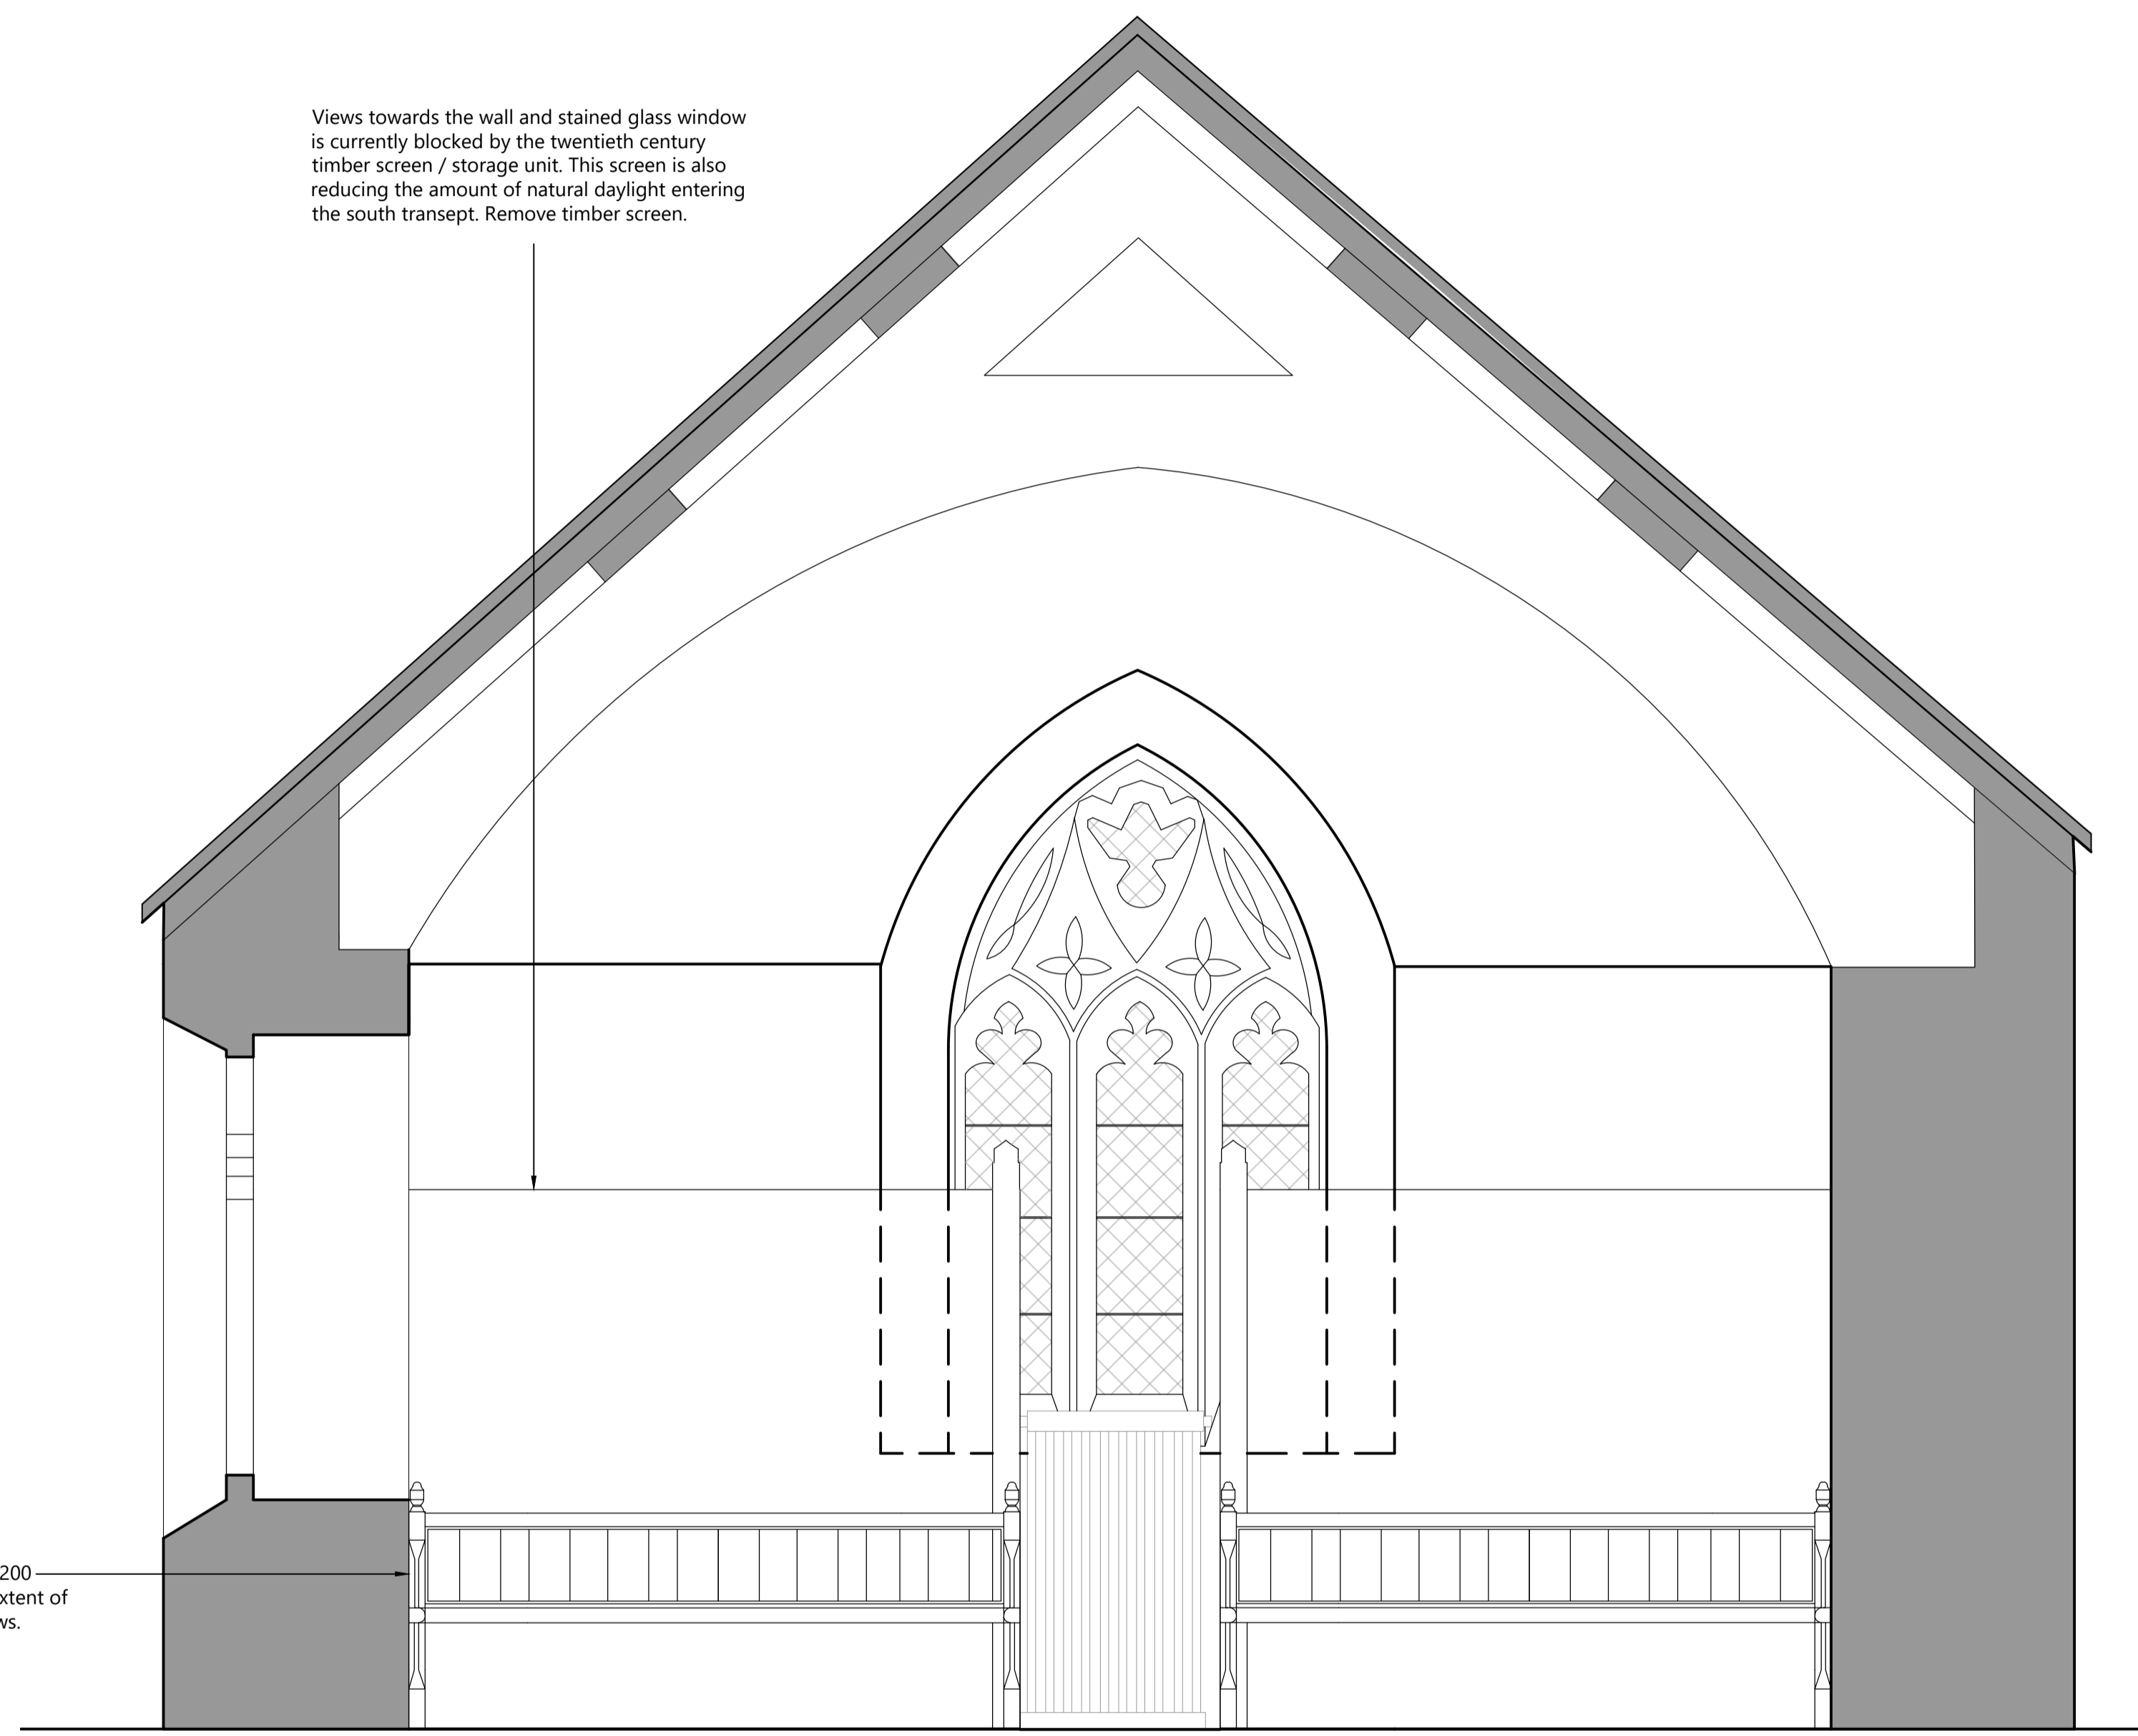 Views towards the wall and stained glass window
is currently blocked by the twentieth century
timber screen / storage unit. This screen is also
reducing the amount of natural daylight entering
the south transept. Remove timber screen.
200
xtent of
ws.